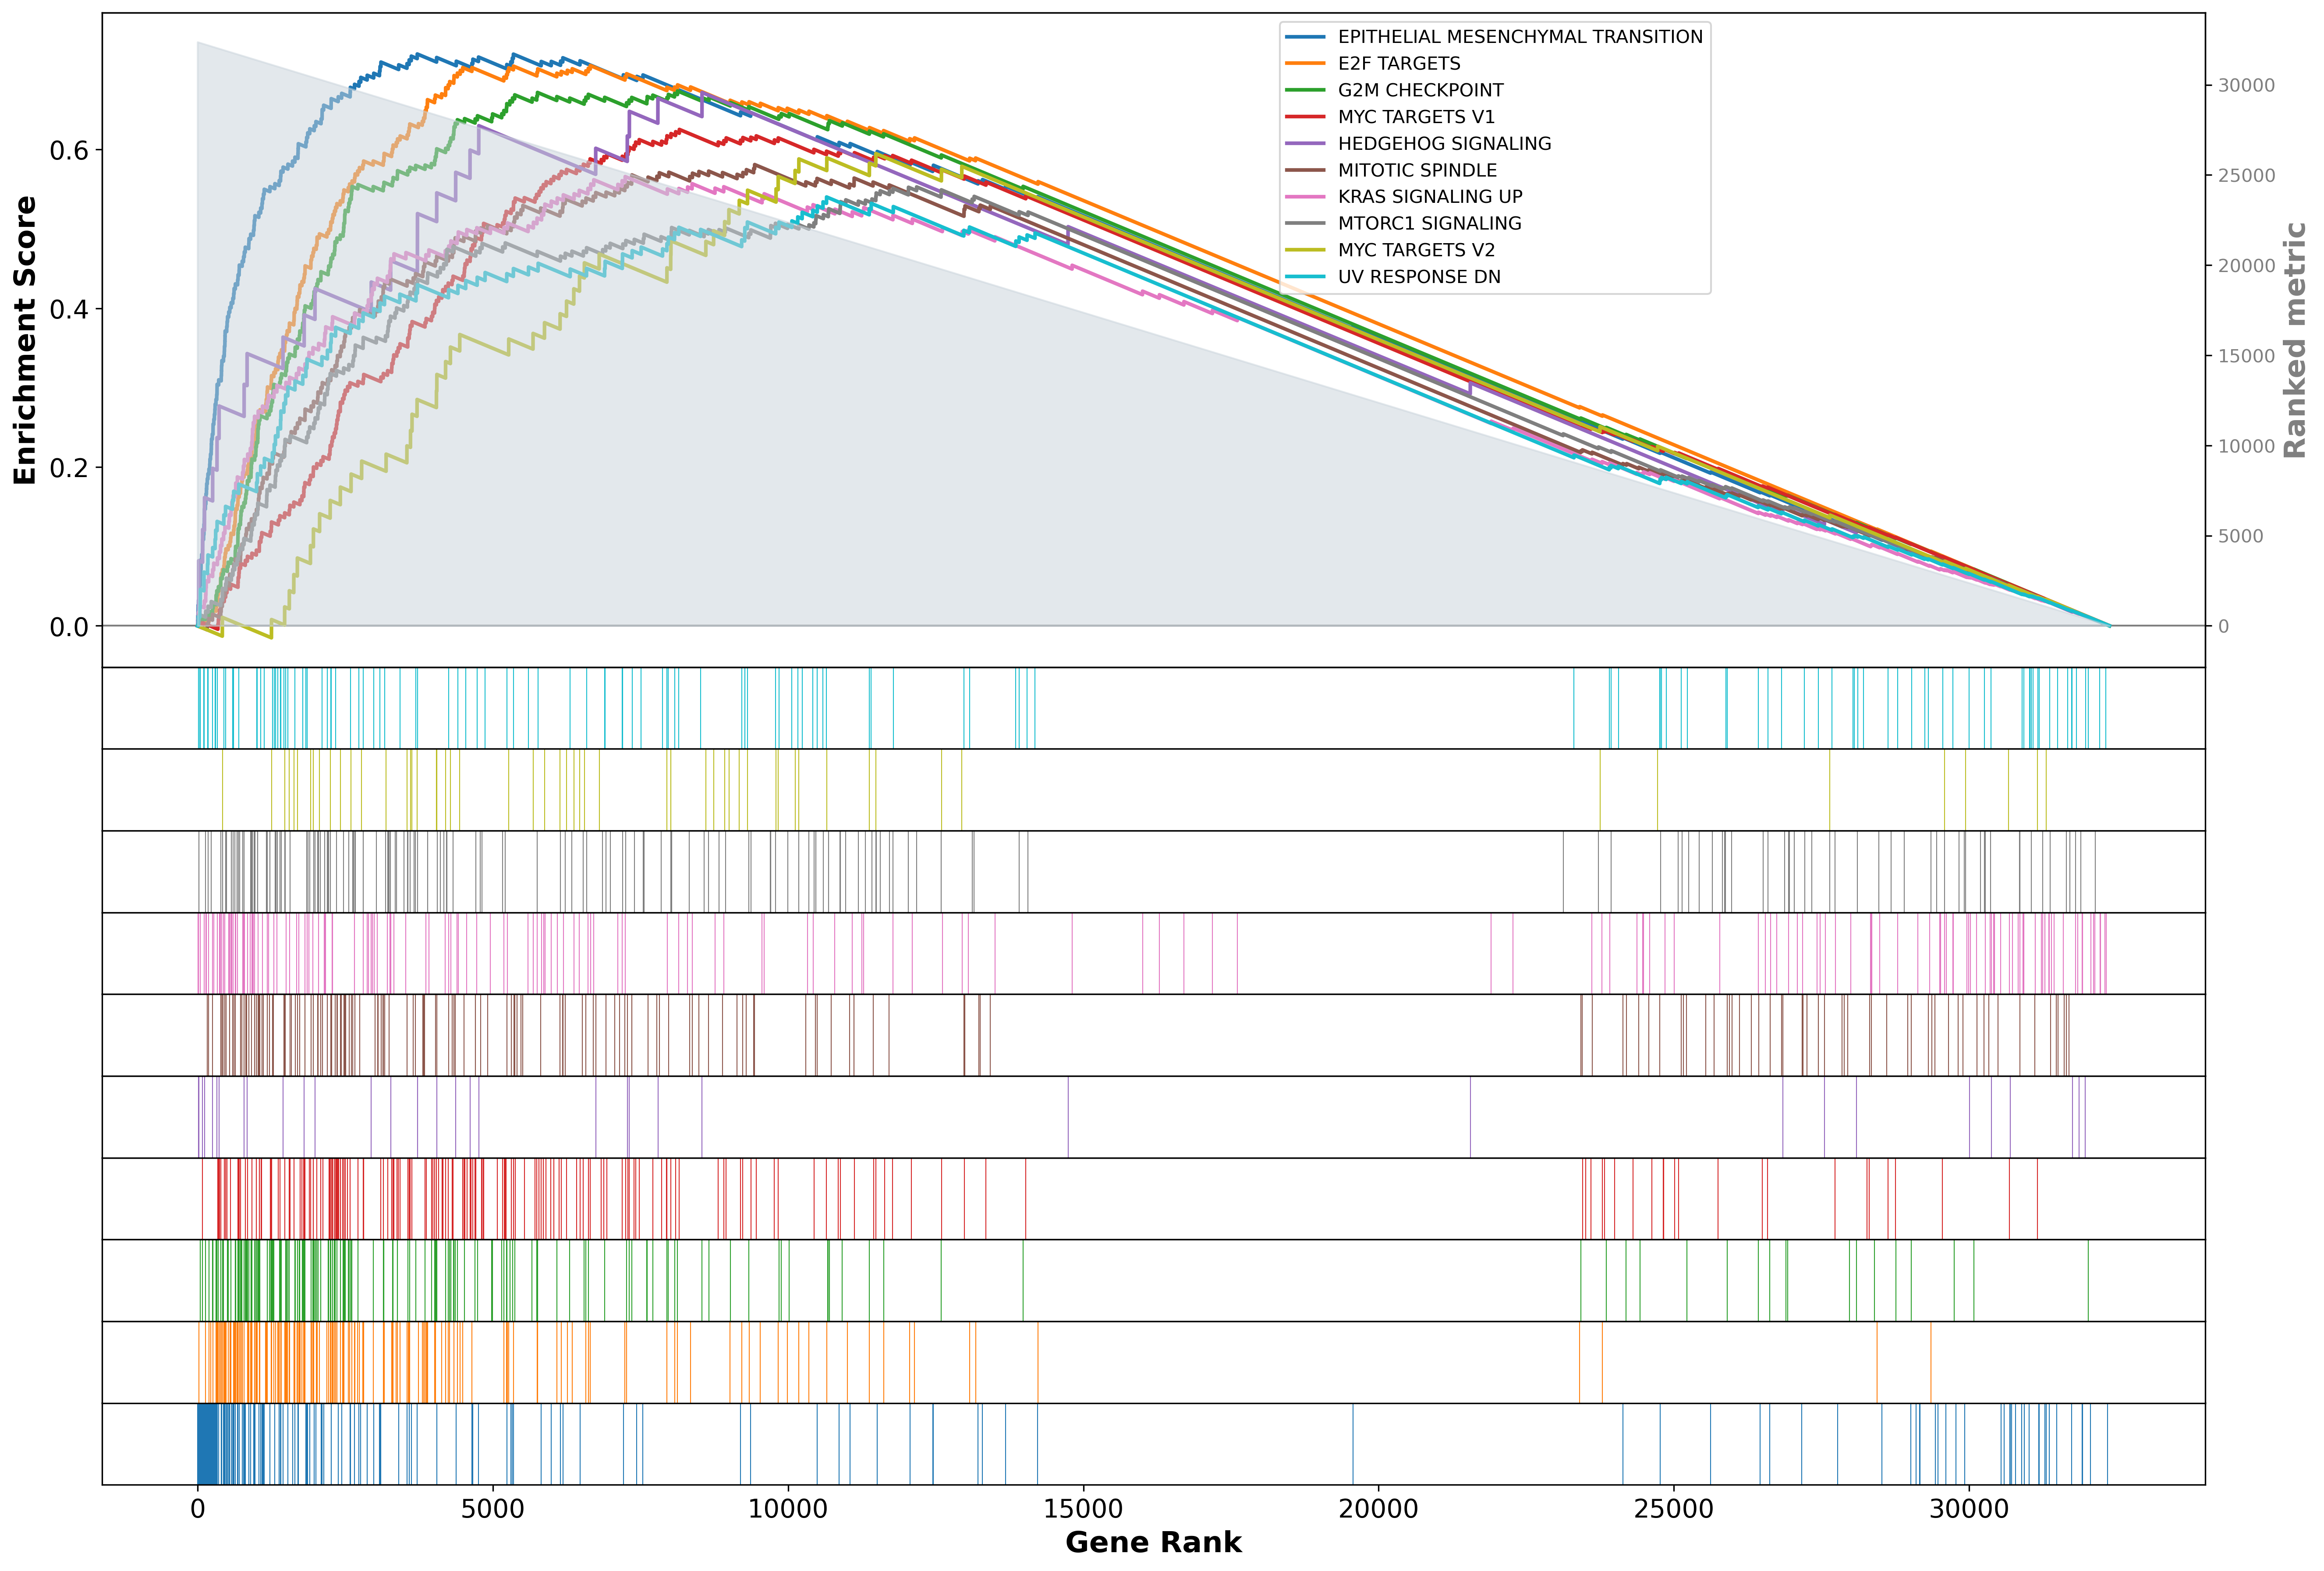 EPITHELIAL MESENCHYMAL TRANSITION
E2F TARGETS
G2M CHECKPOINT
MYC TARGETS V1
HEDGEHOG SIGNALING
MITOTIC SPINDLE
KRAS SIGNALING UP
MTORC1 SIGNALING
MYC TARGETS V2
UV RESPONSE DN
Enrichment Score
0.6
0.4
0.2
0.0
Ranked metric
30000
25000
20000
15000
10000
5000
0
0 5000 10000 15000 20000 25000 30000
Gene Rank